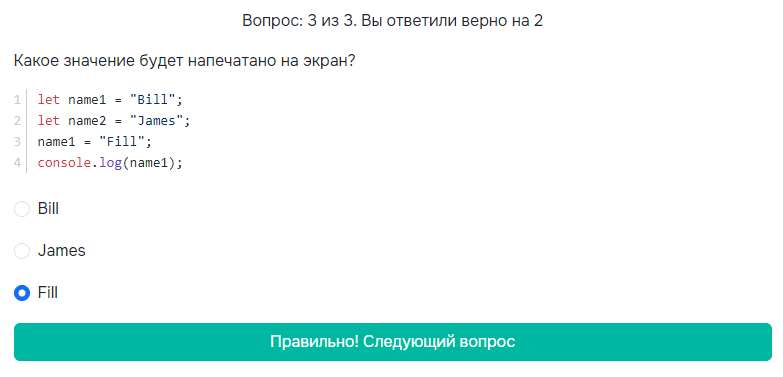 Вопрос: 3 из 3. Вы ответили верно на 2
Какое значение будет напечатано на экран?
1 let name1 = "Bill";
2 let name2 = "James";
3 name1 = "Fill";
4 console.log(name1);
Bill
James
Fill
Правильно! Следующий вопрос